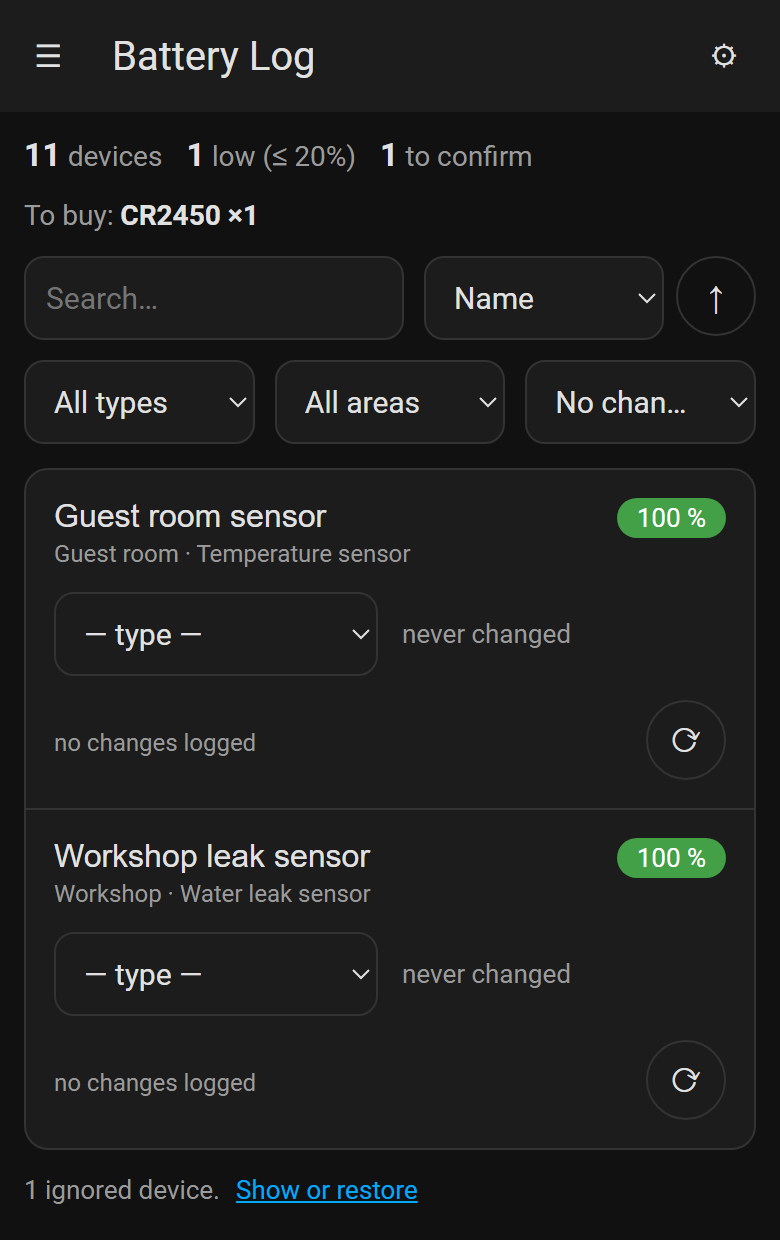 Battery Log
11 devices 1 low (≤ 20%) 1 to confirm
To buy: CR2450 ×1
Search… Name ↑
All types All areas No chan…
Guest room sensor 100 %
Guest room · Temperature sensor
— type — never changed
no changes logged
Workshop leak sensor 100 %
Workshop · Water leak sensor
— type — never changed
no changes logged
1 ignored device. Show or restore